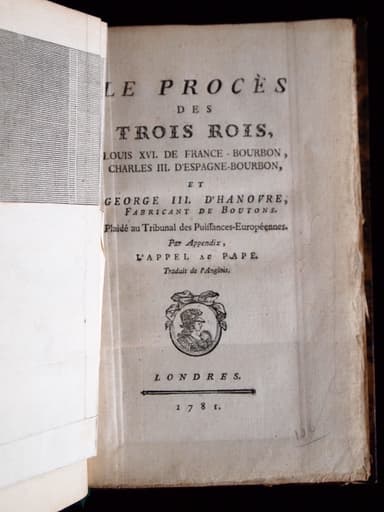 LE PROCÈS
DES
TROIS ROIS,
LOUIS XVI. DE FRANCE-BOURBON,
CHARLES III. D'ESPAGNE-BOURBON,
ET
GEORGE III. D'HANOVRE,
FABRICANT DE BOUTONS.
Plaidé au Tribunal des Puissances-Européennes.
Par Appendix,
L'APPEL AU PAPE.
Traduit de l'Anglois.
LONDRES.
1781.